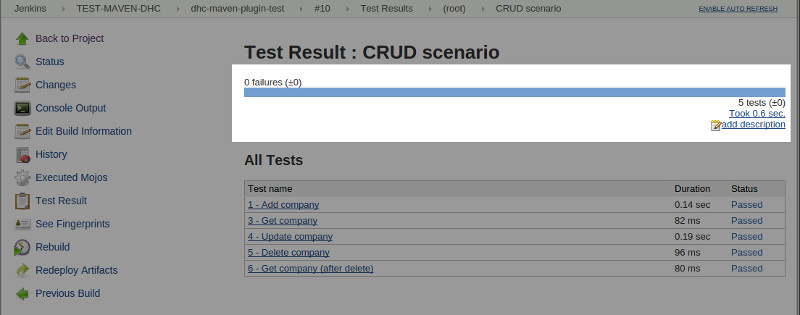 Jenkins TEST-MAVEN-DHC dhc-maven-plugin-test #10 Test Results (root) CRUD scenario ENABLE AUTO REFRESH
Back to Project
Status
Changes
Console Output
Edit Build Information
History
Executed Mojos
Test Result
See Fingerprints
Rebuild
Redeploy Artifacts
Previous Build
Test Result : CRUD scenario
0 failures (±0)
5 tests (±0)
Took 0.6 sec.
add description
All Tests
Test name Duration Status
1 - Add company 0.14 sec Passed
3 - Get company 82 ms Passed
4 - Update company 0.19 sec Passed
5 - Delete company 96 ms Passed
6 - Get company (after delete) 80 ms Passed